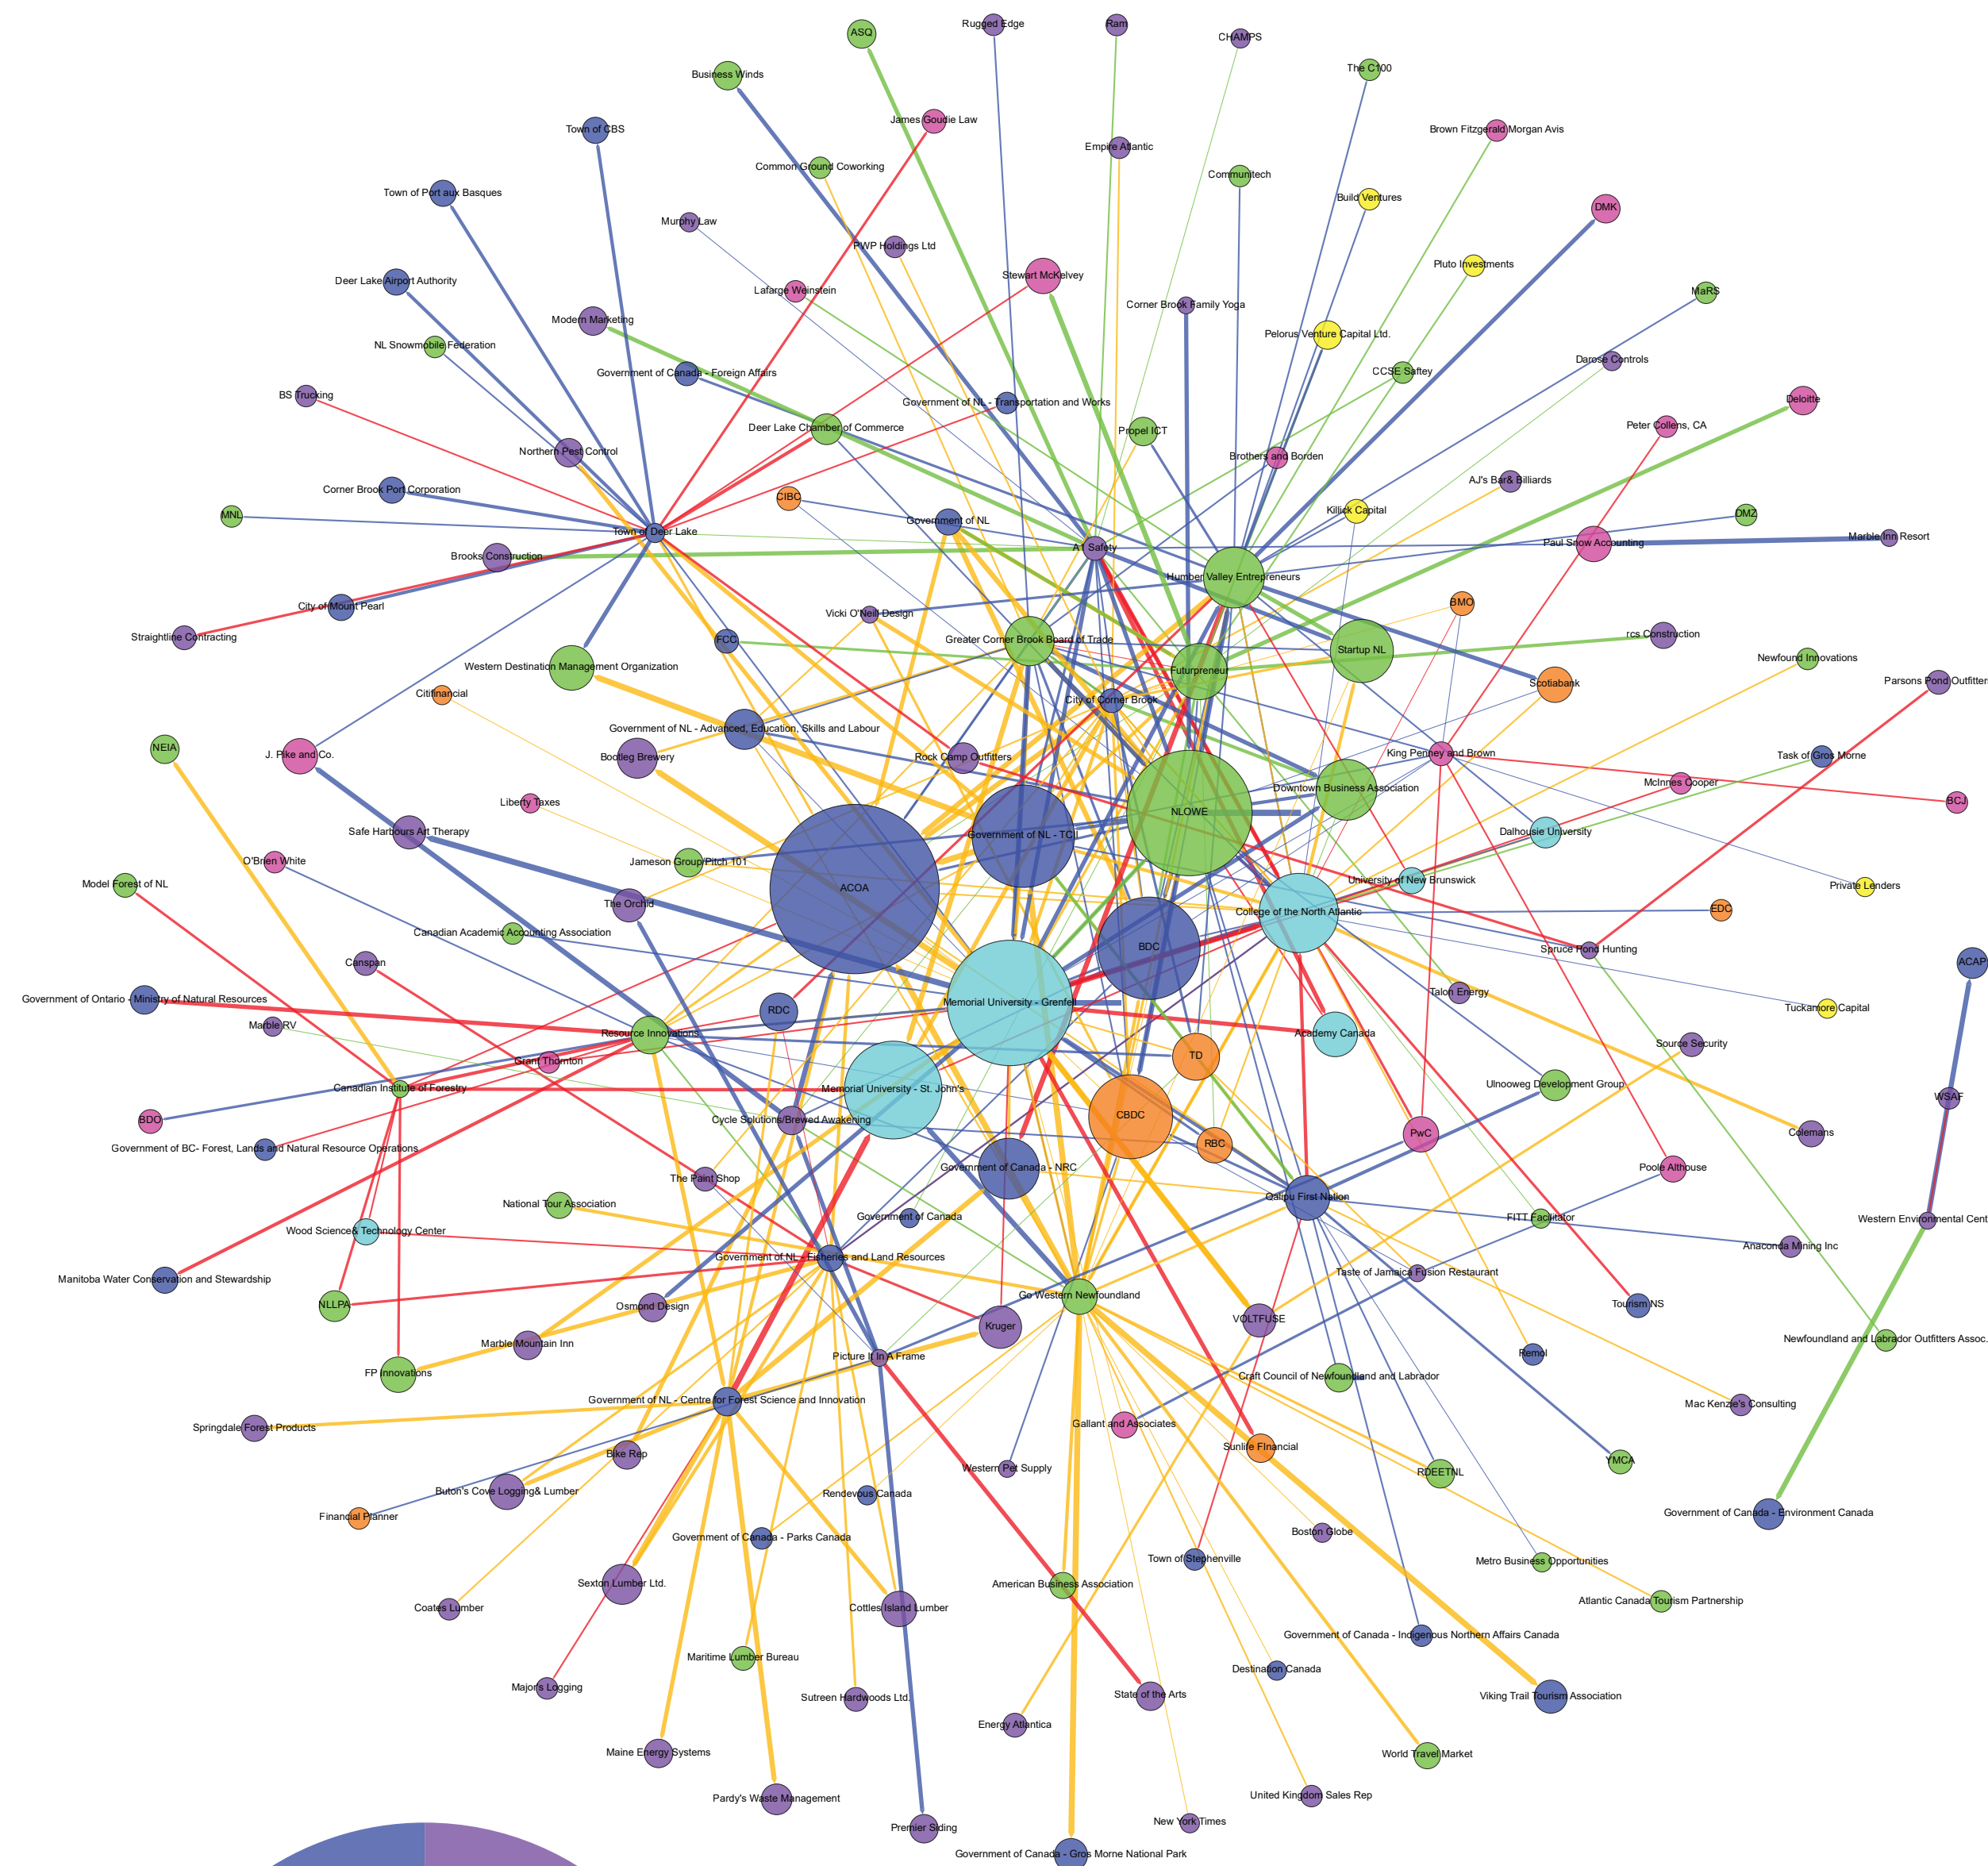 Rugged Edge
Ram
ASQ
CHAMPS
The C100
Business Winds
James Goudie Law
Town of CBS
Brown Fitzgerald Morgan Avis
Empire Atlantic
Common Ground Coworking
Communitech
Town of Port aux Basques
Build Ventures
DMK
Murphy Law
PWP Holdings Ltd
Pluto Investments
Stewart McKelvey
Deer Lake Airport Authority
Lafarge Weinstein
MaRS
Corner Brook Family Yoga
Modern Marketing
Pelorus Venture Capital Ltd.
NL Snowmobile Federation
Darose Controls
Government of Canada - Foreign Affairs
CCSE Saftey
BS Trucking
Government of NL - Transportation and Works
Deloitte
Deer Lake Chamber of Commerce
Propel ICT
Peter Collens, CA
Northern Pest Control
Brothers and Borden
AJ's Bar& Billiards
Corner Brook Port Corporation
CIBC
Killick Capital
MNL
Government of NL
DMZ
Town of Deer Lake
Marble Inn Resort
Paul Snow Accounting
A1 Safety
Brooks Construction
Humber Valley Entrepreneurs
BMO
City of Mount Pearl
Vicki O'Neill Design
Straightline Contracting
FCC
Greater Corner Brook Board of Trade
rcs Construction
Startup NL
Newfound Innovations
Western Destination Management Organization
Futurpreneur
Parsons Pond Outfitters
Scotiabank
Citifinancial
City of Corner Brook
Government of NL - Advanced, Education, Skills and Labour
NEIA
J. Pike and Co.
Bootleg Brewery
Rock Camp Outfitters
King Penney and Brown
Task of Gros Morne
McInnes Cooper
Downtown Business Association
Liberty Taxes
BCJ
NLOWE
Safe Harbours Art Therapy
Government of NL - TCII
Dalhousie University
O'Brien White
Jameson Group/Pitch 101
Model Forest of NL
ACOA
University of New Brunswick
Private Lenders
The Orchid
College of the North Atlantic
EDC
Canadian Academic Accounting Association
BDC
Spruce Pond Hunting
Canspan
ACAP
Government of Ontario - Ministry of Natural Resources
Memorial University - Grenfell
Talon Energy
Tuckamore Capital
RDC
Marble RV
Resource Innovations
Academy Canada
Source Security
Grant Thornton
TD
Canadian Institute of Forestry
Memorial University - St. John's
Ulnooweg Development Group
WSAF
BDO
Cycle Solutions/Brewed Awakening
CBDC
PwC
Colemans
Government of BC- Forest, Lands and Natural Resource Operations
RBC
Government of Canada - NRC
Poole Althouse
The Paint Shop
National Tour Association
Qalipu First Nation
Government of Canada
FITT Facilitator
Western Environmental Cent
Wood Science& Technology Center
Anaconda Mining Inc
Government of NL - Fisheries and Land Resources
Taste of Jamaica Fusion Restaurant
Manitoba Water Conservation and Stewardship
Go Western Newfoundland
NLLPA
Osmond Design
Tourism NS
VOLTFUSE
Kruger
Newfoundland and Labrador Outfitters Assoc.
Marble Mountain Inn
Picture It In A Frame
Remol
FP Innovations
Craft Council of Newfoundland and Labrador
Government of NL - Centre for Forest Science and Innovation
Mac Kenzie's Consulting
Springdale Forest Products
Gallant and Associates
Sunlife FInancial
Bike Rep
YMCA
Western Pet Supply
RDEETNL
Buton's Cove Logging& Lumber
Rendevous Canada
Government of Canada - Environment Canada
Financial Planner
Boston Globe
Government of Canada - Parks Canada
Town of Stephenville
Metro Business Opportunities
Sexton Lumber Ltd.
American Business Association
Atlantic Canada Tourism Partnership
Coates Lumber
Cottles Island Lumber
Government of Canada - Indigenous Northern Affairs Canada
Maritime Lumber Bureau
Destination Canada
Major's Logging
Sutreen Hardwoods Ltd.
State of the Arts
Viking Trail Tourism Association
Energy Atlantica
Maine Energy Systems
World Travel Market
Pardy's Waste Management
United Kingdom Sales Rep
New York Times
Premier Siding
Government of Canada - Gros Morne National Park